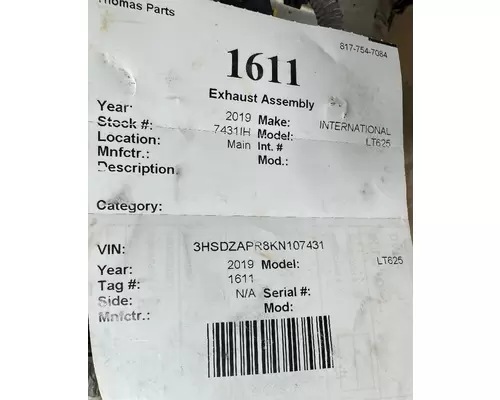 Thomas Parts
817-754-7084
1611
Exhaust Assembly
Year: 2019 Make: INTERNATIONAL
Stock #: 7431IH Model: LT625
Location: Main Int. #
Mnfctr.: Mod.:
Description:
Category:
VIN: 3HSDZAPR8KN107431
Year: 2019 Model: LT625
Tag #: 1611
Side: N/A Serial #:
Mnfctr.: Mod: